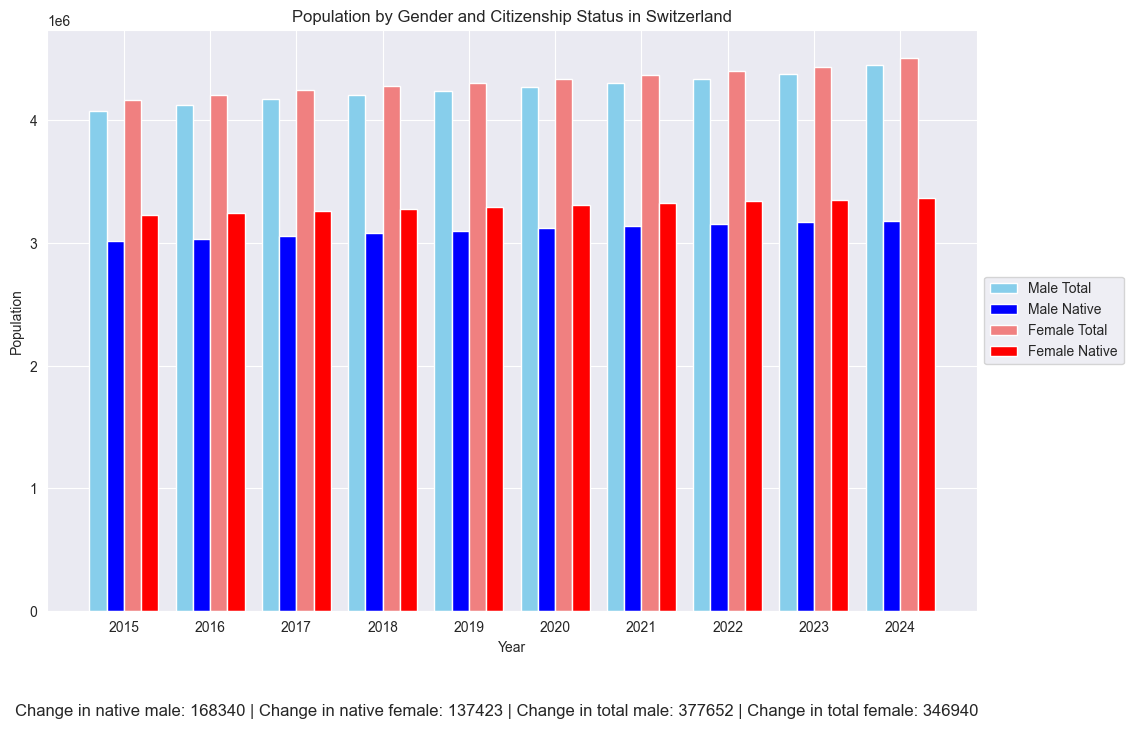 Population by Gender and Citizenship Status in Switzerland
1e6
4
3
2
1
0
Population
2015 2016 2017 2018 2019 2020 2021 2022 2023 2024
Year
Male Total
Male Native
Female Total
Female Native
Change in native male: 168340 | Change in native female: 137423 | Change in total male: 377652 | Change in total female: 346940